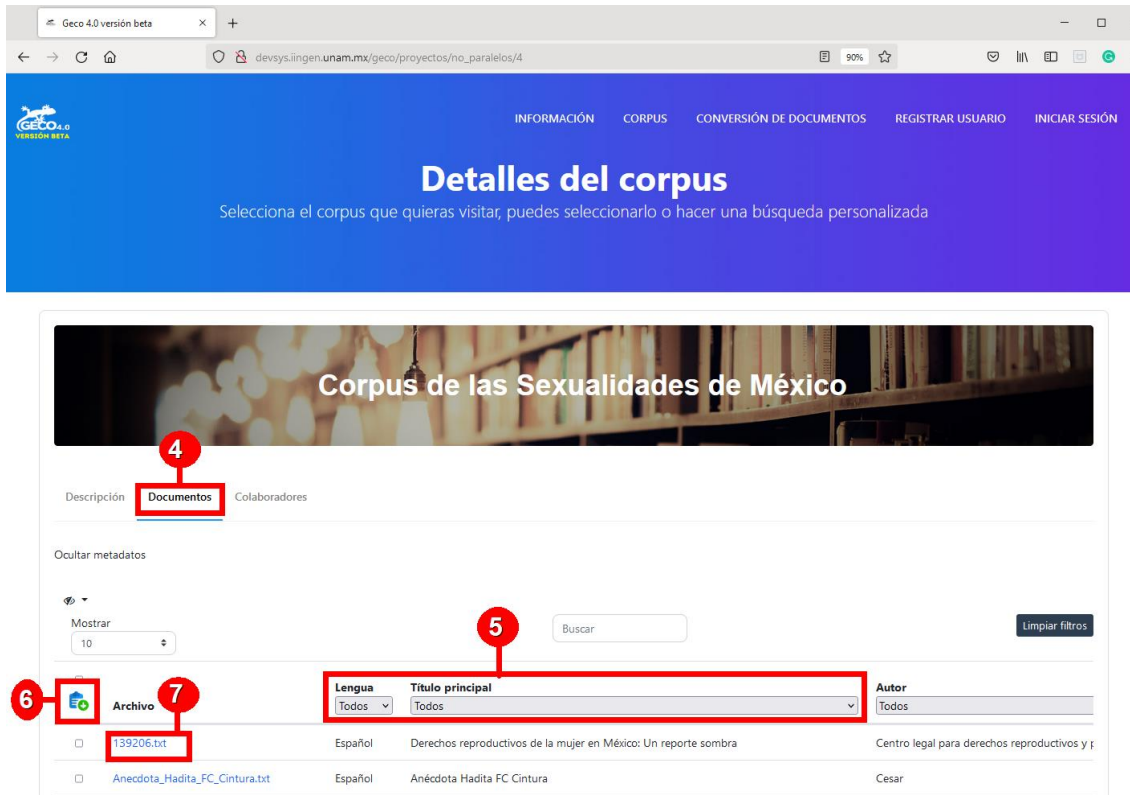 Geco 4.0 versión beta
devsys.iingen.unam.mx/geco/proyectos/no_paralelos/4
90%
GECO 4.0
VERSIÓN BETA
INFORMACIÓN CORPUS CONVERSIÓN DE DOCUMENTOS REGISTRAR USUARIO INICIAR SESIÓN
Detalles del corpus
Selecciona el corpus que quieras visitar, puedes seleccionarlo o hacer una búsqueda personalizada
Corpus de las Sexualidades de México
4
Descripción Documentos Colaboradores
Ocultar metadatos
Mostrar
10
5
Buscar
Limpiar filtros
6
7
Archivo
Lengua
Todos
Título principal
Todos
Autor
Todos
139206.txt Español Derechos reproductivos de la mujer en México: Un reporte sombra Centro legal para derechos reproductivos y p
Anecdota_Hadita_FC_Cintura.txt Español Anécdota Hadita FC Cintura Cesar